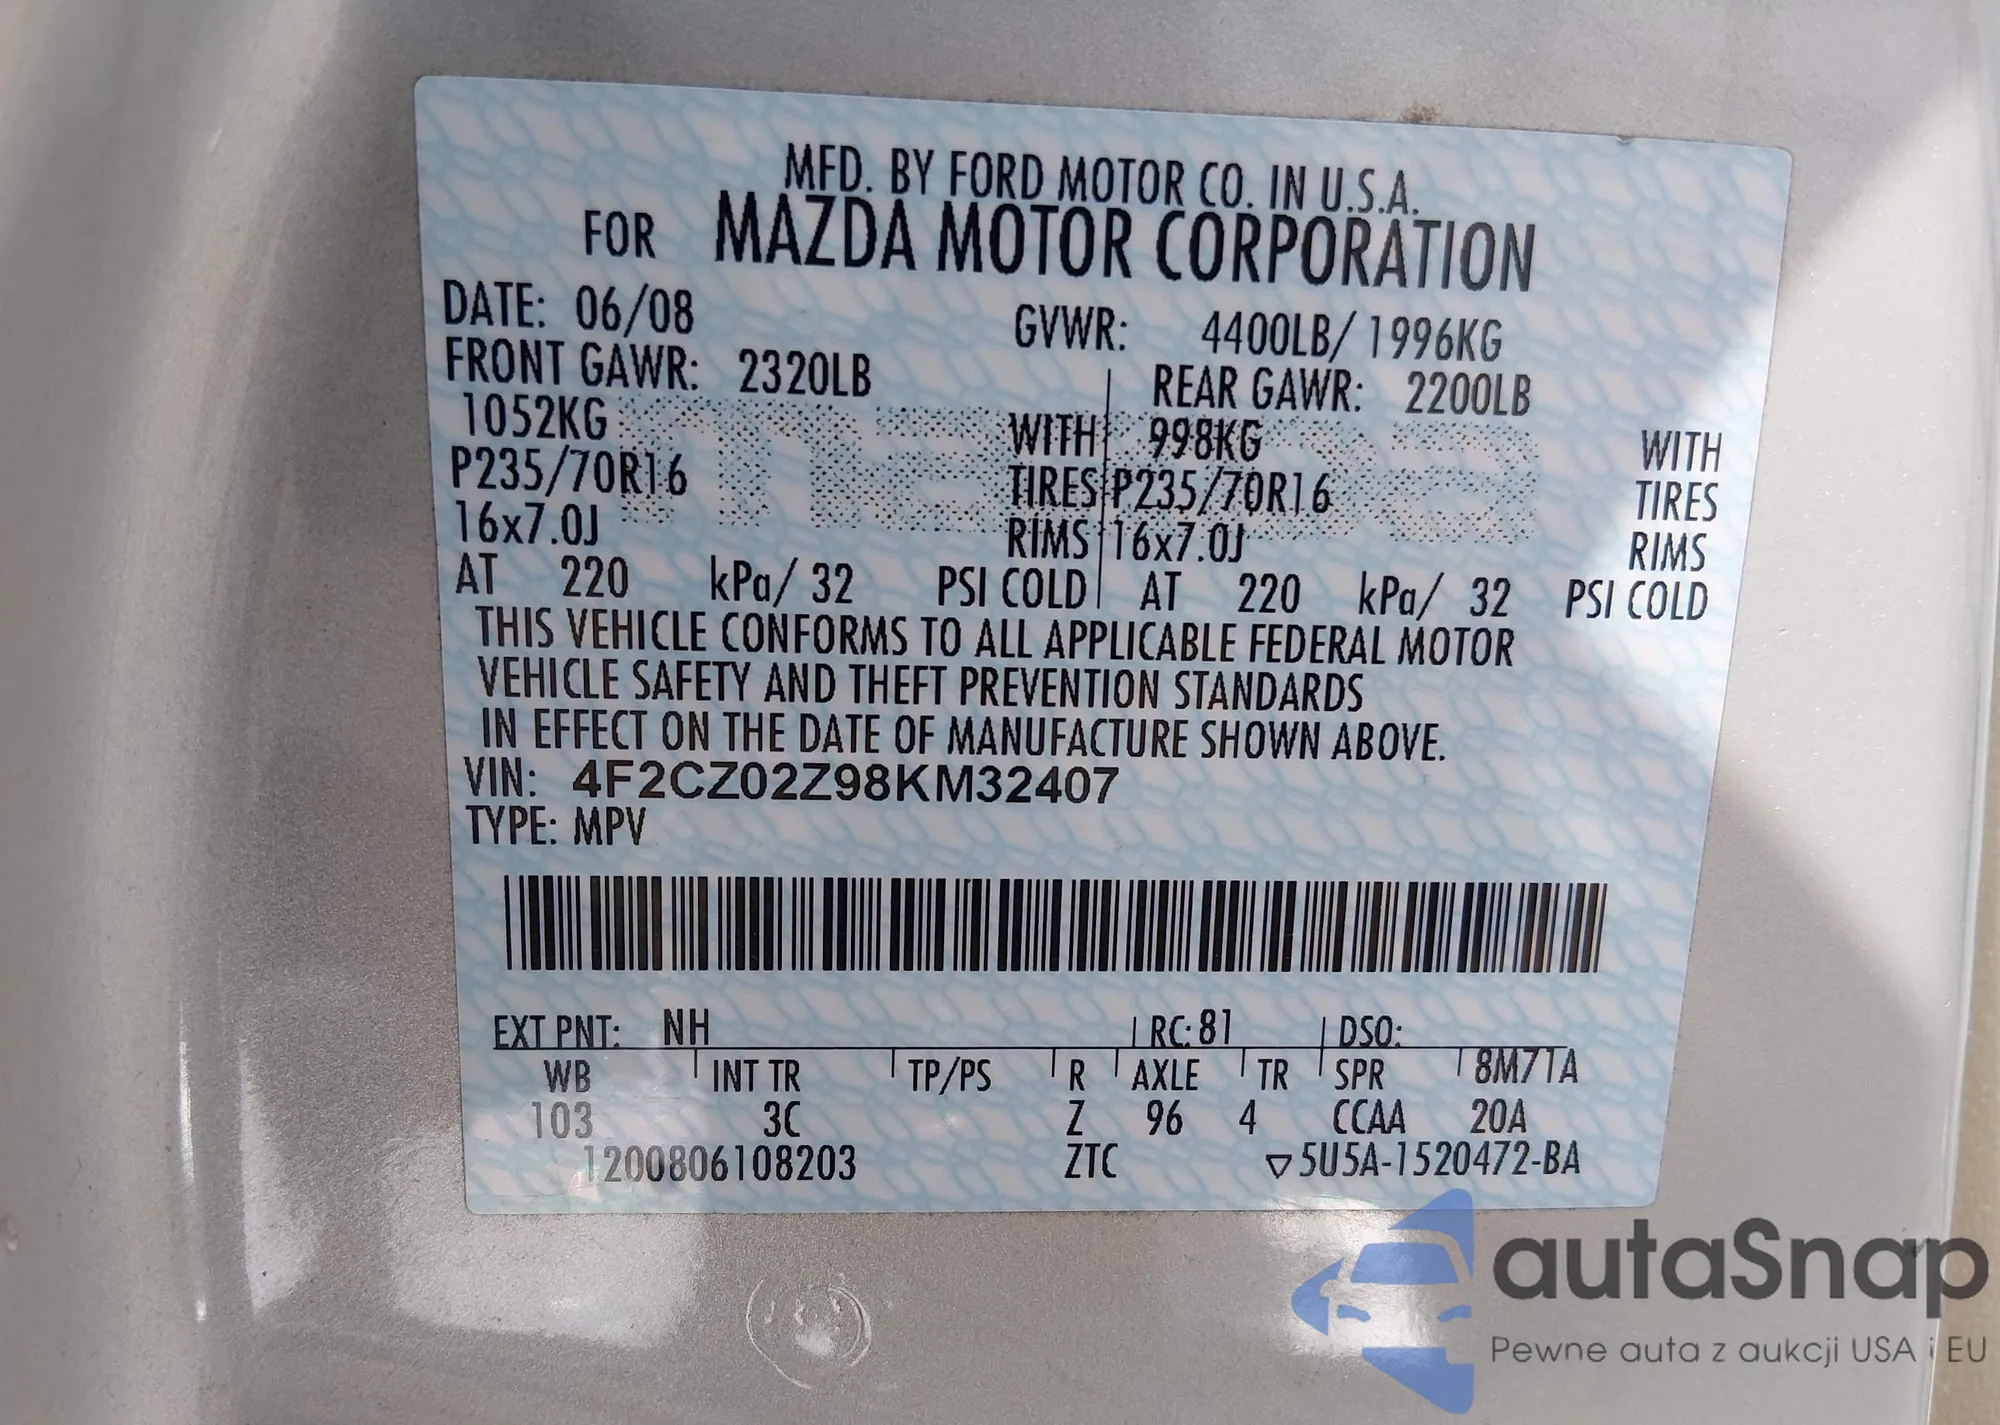 MFD. BY FORD MOTOR CO. IN U.S.A.
FOR MAZDA MOTOR CORPORATION
DATE: 06/08 GVWR: 4400LB/ 1996KG
FRONT GAWR: 2320LB REAR GAWR: 2200LB
1052KG WITH 998KG WITH
P235/70R16 TIRES P235/70R16 TIRES
16x7.0J RIMS 16x7.0J RIMS
AT 220 kPa/ 32 PSI COLD AT 220 kPa/ 32 PSI COLD
THIS VEHICLE CONFORMS TO ALL APPLICABLE FEDERAL MOTOR
VEHICLE SAFETY AND THEFT PREVENTION STANDARDS
IN EFFECT ON THE DATE OF MANUFACTURE SHOWN ABOVE.
VIN: 4F2CZ02Z98KM32407
TYPE: MPV
EXT PNT: NH RC: 81 DSO:
WB INT TR TP/PS R AXLE TR SPR 8M71A
103 3C Z 96 4 CCAA 20A
1200806108203 ZTC ▽5U5A-1520472-BA
autaSnap
Pewne auta z aukcji USA i EU